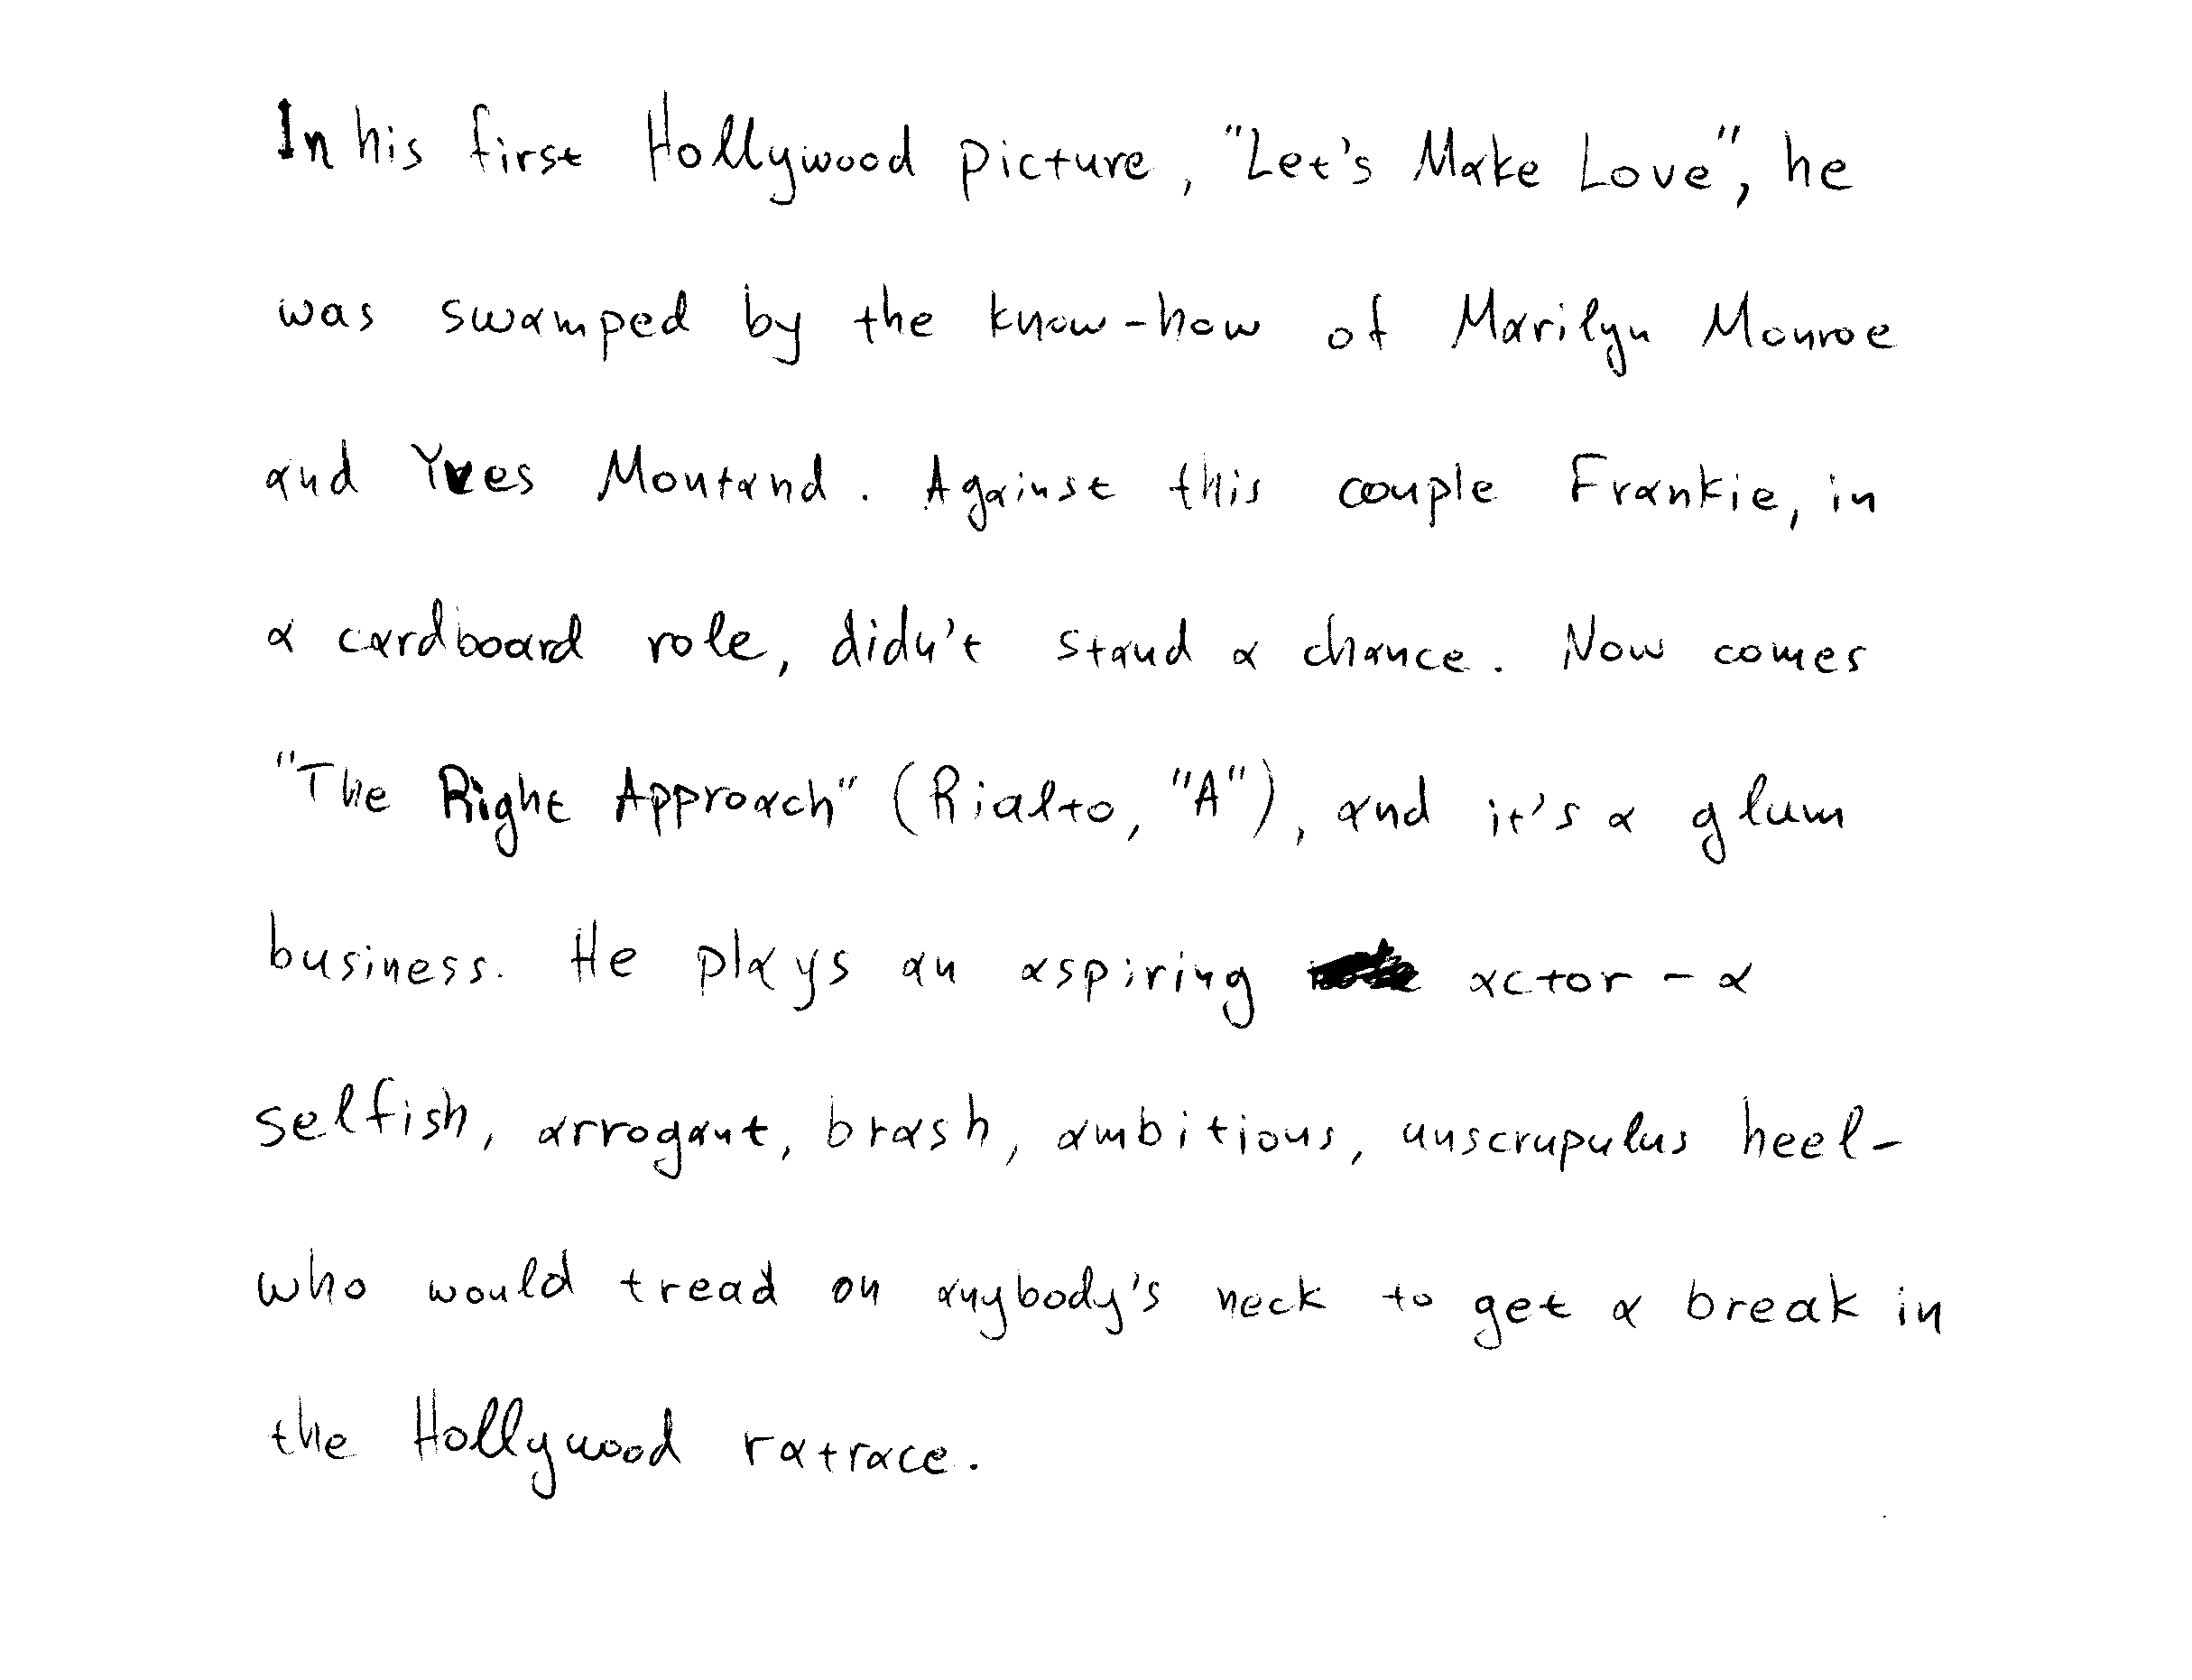 In his first Hollywood picture, "Let's Make Love", he
was swamped by the know-how of Marilyn Monroe
and Yves Montand. Against this couple Frankie, in
a cardboard role, didn't stand a chance. Now comes
"The Right Approach" (Rialto, "A"), and it's a glum
business. He plays an aspiring actor - a
selfish, arrogant, brash, ambitious, unscrupulus heel-
who would tread on anybody's neck to get a break in
the Hollywood ratrace.